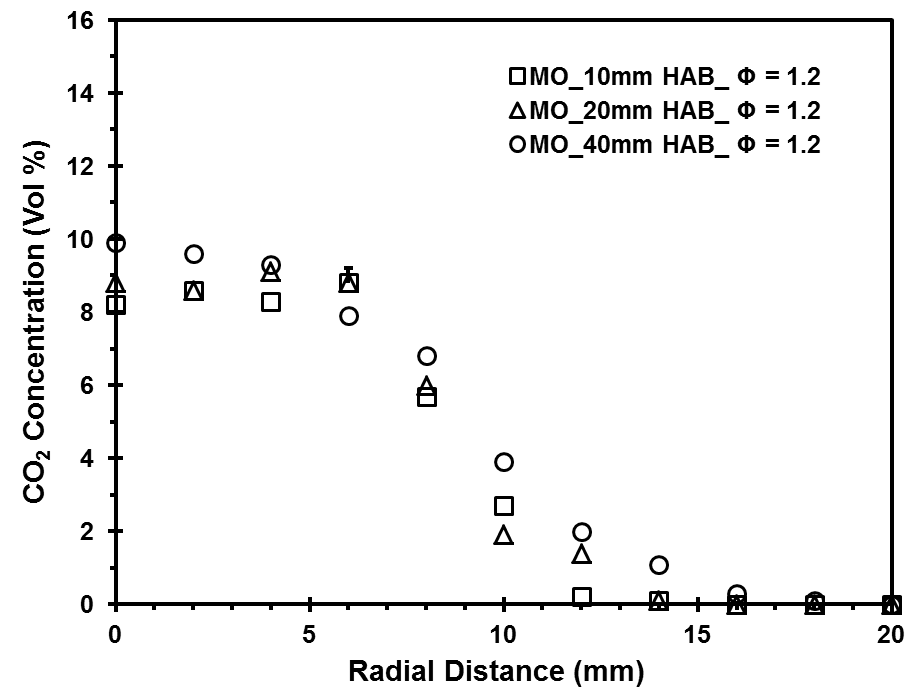 16
14
12
10
8
6
4
2
0
CO₂ Concentration (Vol %)
MO_10mm HAB_ Φ = 1.2
MO_20mm HAB_ Φ = 1.2
MO_40mm HAB_ Φ = 1.2
0 5 10 15 20
Radial Distance (mm)